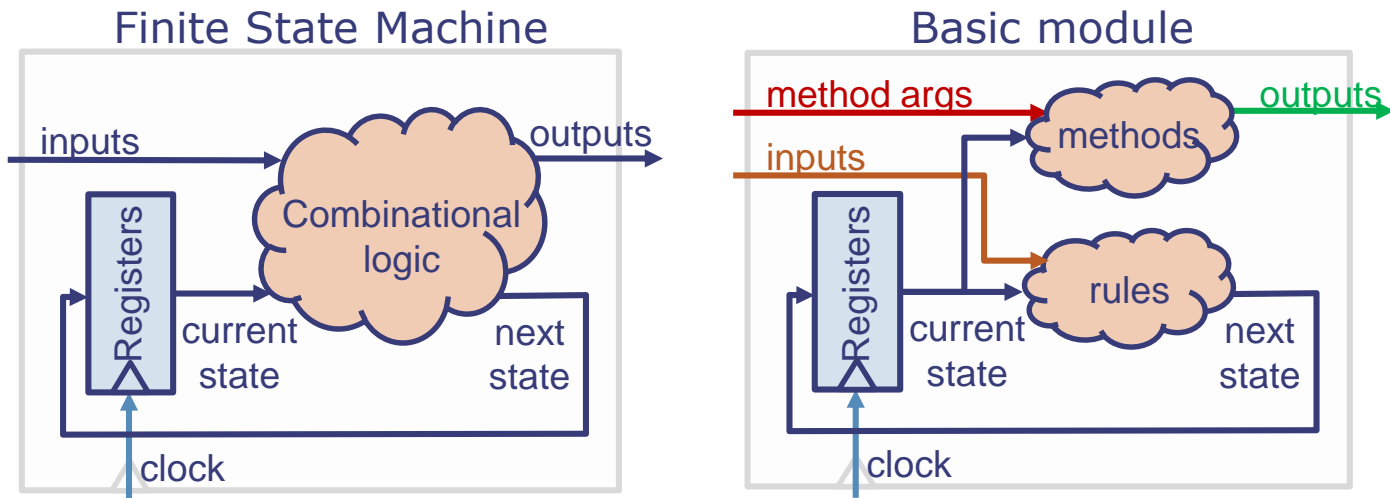 Finite State Machine
inputs
outputs
Combinational
logic
Registers
current
state
next
state
clock
Basic module
method args
outputs
methods
inputs
rules
Registers
current
state
next
state
clock